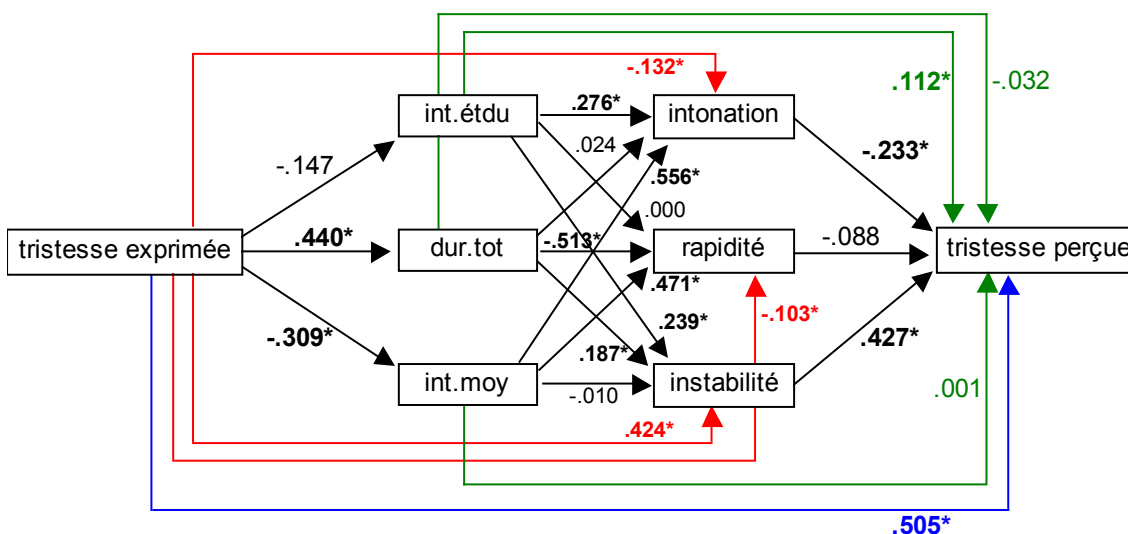 -.132*
.112*
-.032
int.étdu
.276*
intonation
-.147
.024
.556*
-.233*
.000
tristesse exprimée
.440*
dur.tot
-.513*
rapidité
-.088
tristesse perçue
.471*
-.309*
.239*
-.103*
.427*
.187*
int.moy
-.010
instabilité
.001
.424*
.505*